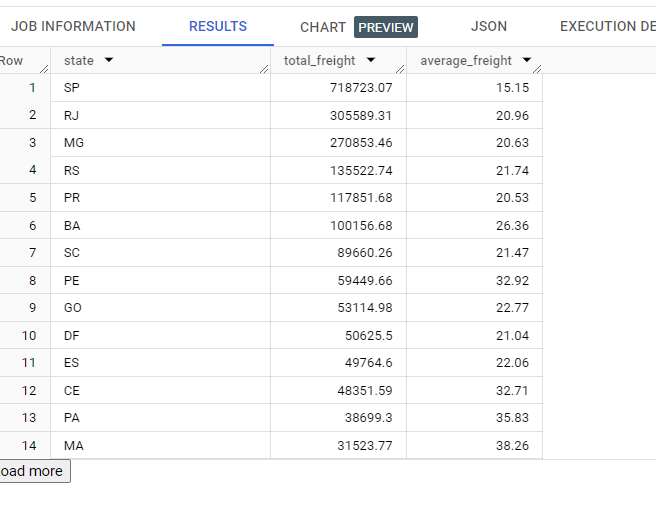 JOB INFORMATION RESULTS CHART PREVIEW JSON EXECUTION DE
Row state total_freight average_freight
1 SP 718723.07 15.15
2 RJ 305589.31 20.96
3 MG 270853.46 20.63
4 RS 135522.74 21.74
5 PR 117851.68 20.53
6 BA 100156.68 26.36
7 SC 89660.26 21.47
8 PE 59449.66 32.92
9 GO 53114.98 22.77
10 DF 50625.5 21.04
11 ES 49764.6 22.06
12 CE 48351.59 32.71
13 PA 38699.3 35.83
14 MA 31523.77 38.26
oad more